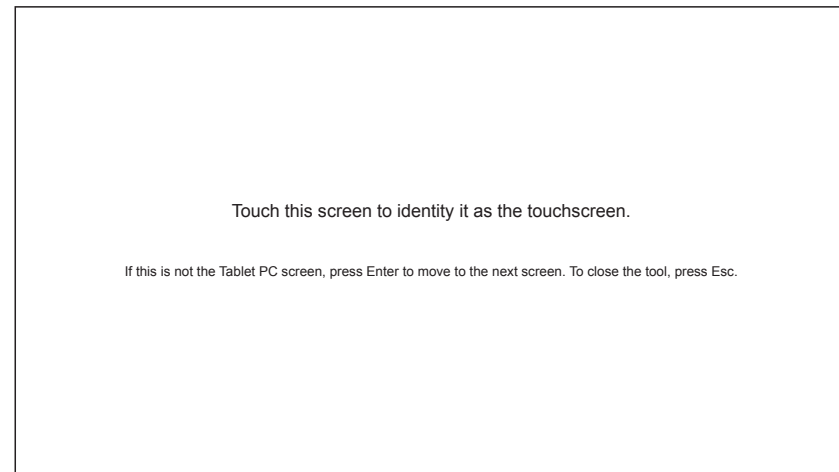 Touch this screen to identity it as the touchscreen.
If this is not the Tablet PC screen, press Enter to move to the next screen. To close the tool, press Esc.